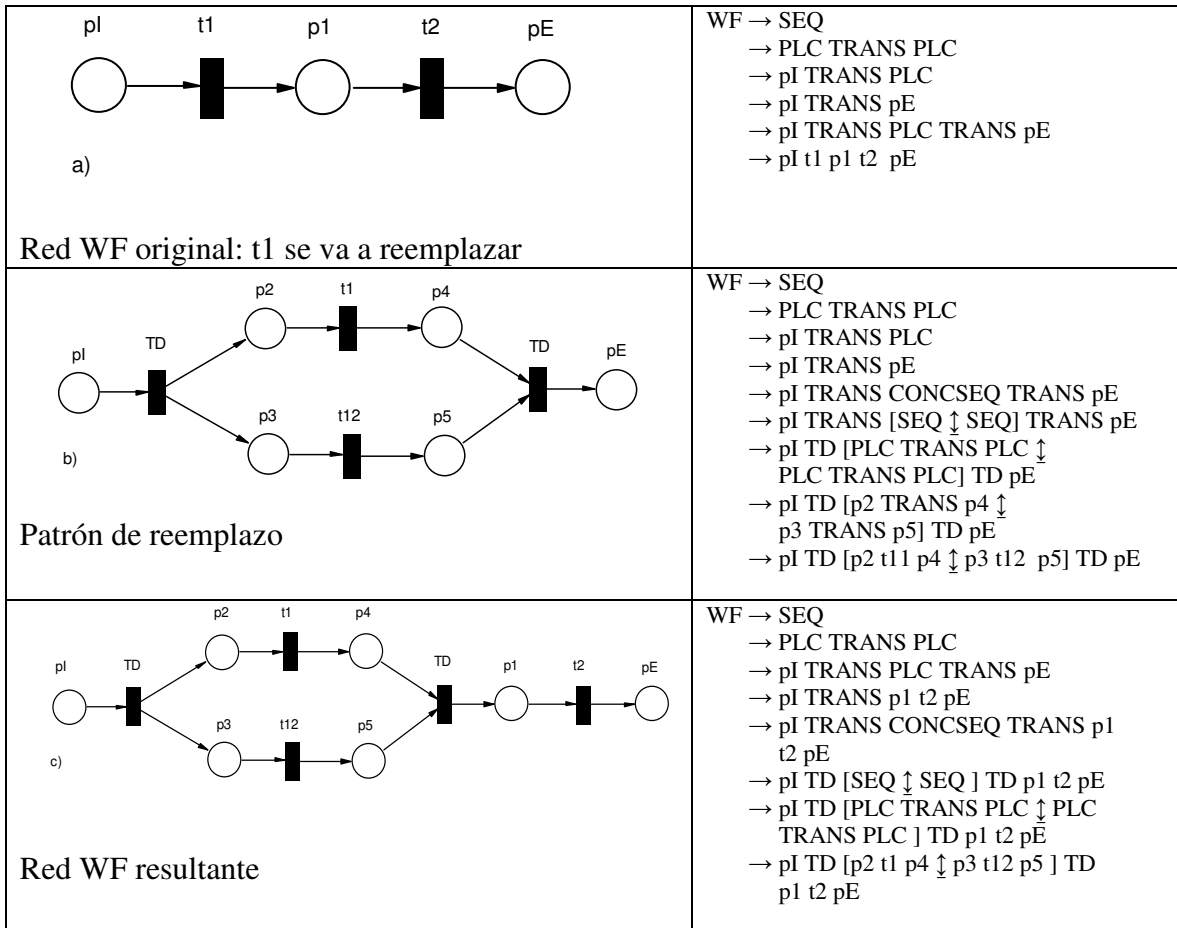 pI t1 p1 t2 pE
a)
Red WF original: t1 se va a reemplazar
WF → SEQ
→ PLC TRANS PLC
→ pI TRANS PLC
→ pI TRANS pE
→ pI TRANS PLC TRANS pE
→ pI t1 p1 t2 pE
p2 t1 p4
pI TD TD pE
p3 t12 p5
b)
Patrón de reemplazo
WF → SEQ
→ PLC TRANS PLC
→ pI TRANS PLC
→ pI TRANS pE
→ pI TRANS CONCSEQ TRANS pE
→ pI TRANS [SEQ ↨ SEQ] TRANS pE
→ pI TD [PLC TRANS PLC ↨
PLC TRANS PLC] TD pE
→ pI TD [p2 TRANS p4 ↨
p3 TRANS p5] TD pE
→ pI TD [p2 t11 p4 ↨ p3 t12 p5] TD pE
p2 t1 p4
pI TD TD p1 t2 pE
p3 t12 p5
c)
Red WF resultante
WF → SEQ
→ PLC TRANS PLC
→ pI TRANS PLC TRANS pE
→ pI TRANS p1 t2 pE
→ pI TRANS CONCSEQ TRANS p1
t2 pE
→ pI TD [SEQ ↨ SEQ ] TD p1 t2 pE
→ pI TD [PLC TRANS PLC ↨ PLC
TRANS PLC ] TD p1 t2 pE
→ pI TD [p2 t1 p4 ↨ p3 t12 p5 ] TD
p1 t2 pE